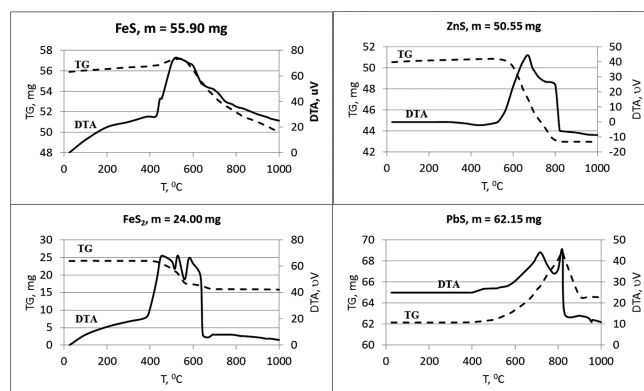 FeS, m = 55.90 mg
58
56
54
52
50
48
TG, mg
TG
DTA
80
60
40
20
0
DTA, uV
0 200 400 600 800 1000
T, ⁰C
ZnS, m = 50.55 mg
52
50
48
46
44
42
TG, mg
TG
DTA
50
40
30
20
10
0
-10
-20
DTA, υV
0 200 400 600 800 1000
T, ⁰C
FeS₂, m = 24.00 mg
30
25
20
15
10
5
0
TG, mg
TG
DTA
80
60
40
20
0
DTA, υV
0 200 400 600 800 1000
T, ⁰C
PbS, m = 62.15 mg
70
68
66
64
62
60
TG, mg
DTA
TG
50
40
30
20
10
0
DTA, υV
0 200 400 600 800 1000
T, ⁰C